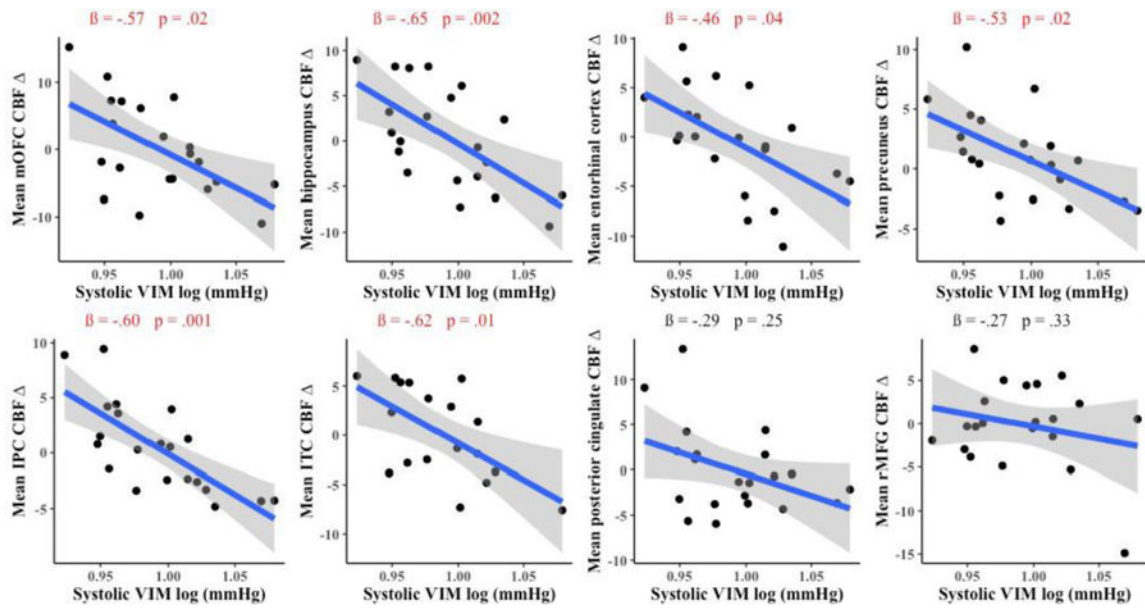 ß = -.57 p = .02
ß = -.65 p = .002
ß = -.46 p = .04
ß = -.53 p = .02
Mean mOFC CBF Δ
10
0
-10
0.95 1.00 1.05
Systolic VIM log (mmHg)
Mean hippocampus CBF Δ
10
5
0
-5
-10
0.95 1.00 1.05
Systolic VIM log (mmHg)
Mean entorhinal cortex CBF Δ
10
5
0
-5
-10
0.95 1.00 1.05
Systolic VIM log (mmHg)
Mean precuneus CBF Δ
10
5
0
-5
0.95 1.00 1.05
Systolic VIM log (mmHg)
ß = -.60 p = .001
ß = -.62 p = .01
ß = -.29 p = .25
ß = -.27 p = .33
Mean IPC CBF Δ
10
5
0
-5
0.95 1.00 1.05
Systolic VIM log (mmHg)
Mean ITC CBF Δ
5
0
-5
-10
0.95 1.00 1.05
Systolic VIM log (mmHg)
Mean posterior cingulate CBF Δ
10
5
0
-5
-10
0.95 1.00 1.05
Systolic VIM log (mmHg)
Mean rMFG CBF Δ
10
5
0
-5
-10
-15
0.95 1.00 1.05
Systolic VIM log (mmHg)